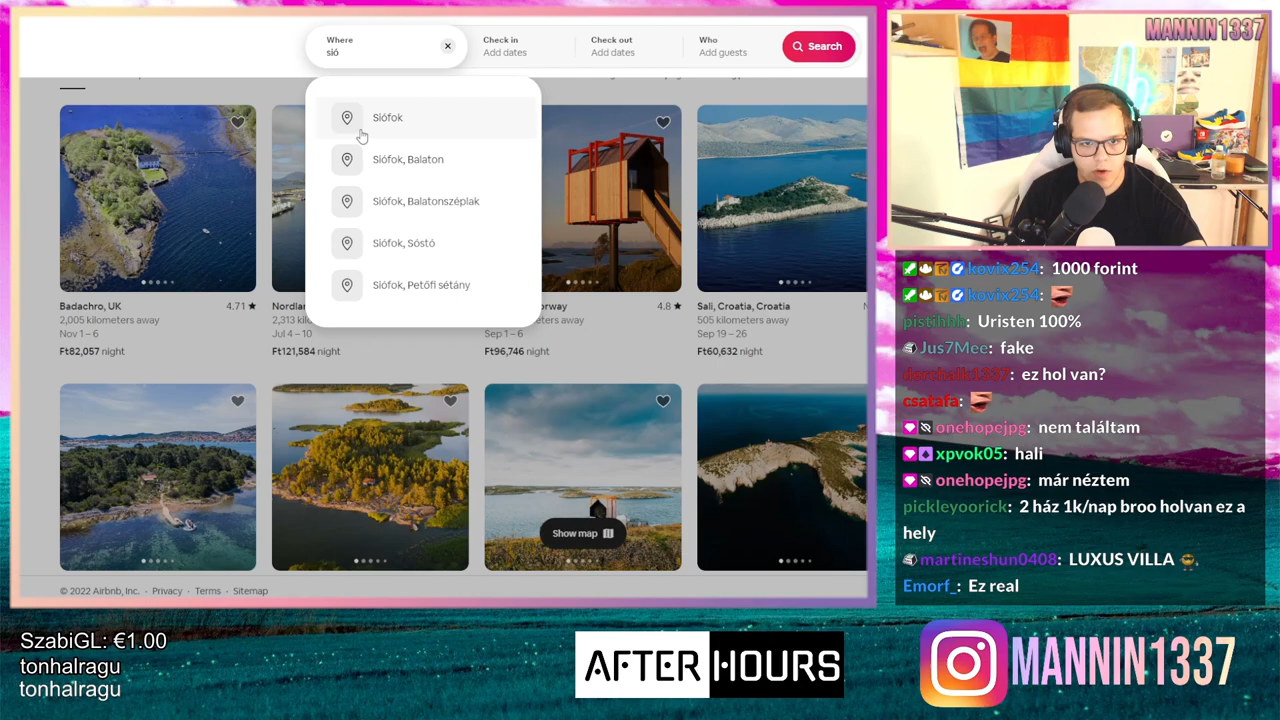 Where
sió
Check in
Add dates
Check out
Add dates
Who
Add guests
Search
Siófok
Siófok, Balaton
Siófok, Balatonszéplak
Siófok, Sóstó
Siófok, Petőfi sétány
Badachro, UK
4.71 ★
2,005 kilometers away
Nov 1 – 6
Ft82,057 night
2,313
Jul 4 – 10
Ft121,584 night
4.8 ★
Sep 1 – 6
Ft96,746 night
Sali, Croatia, Croatia
505 kilometers away
Sep 19 – 26
Ft60,632 night
Show map
© 2022 Airbnb, Inc. · Privacy · Terms · Sitemap
MANNIN1337
kovix254: 1000 forint
kovix254:
pistihhh: Uristen 100%
Jus7Mee: fake
derchalk1337: ez hol van?
csatafa:
onehopejpg: nem találtam
xpvok05: hali
onehopejpg: már néztem
pickleyoorick: 2 ház 1k/nap broo holvan ez a
hely
martineshun0408: LUXUS VILLA
Emorf_: Ez real
SzabiGL: €1.00
tonhalragu
tonhalragu
AFTER HOURS
MANNIN1337